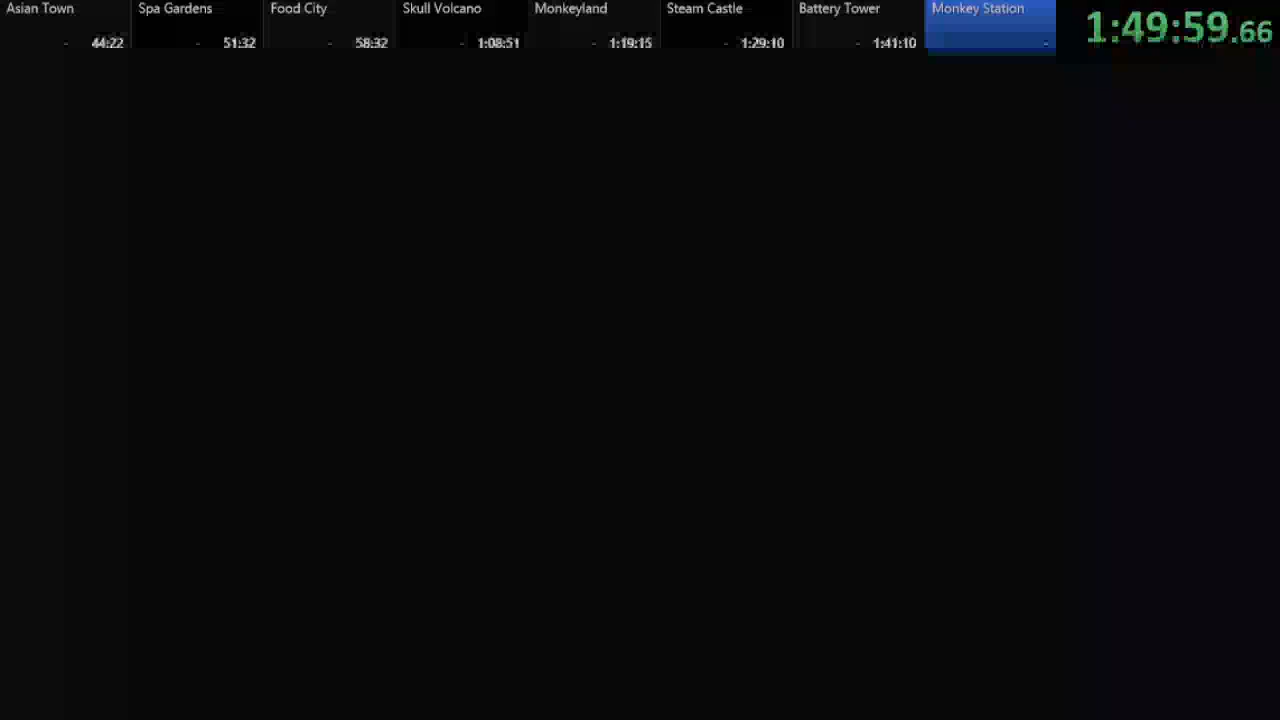 Asian Town
- 44:22
Spa Gardens
- 51:32
Food City
- 58:32
Skull Volcano
- 1:08:51
Monkeyland
- 1:19:15
Steam Castle
- 1:29:10
Battery Tower
- 1:41:10
Monkey Station
-
1:49:59.66